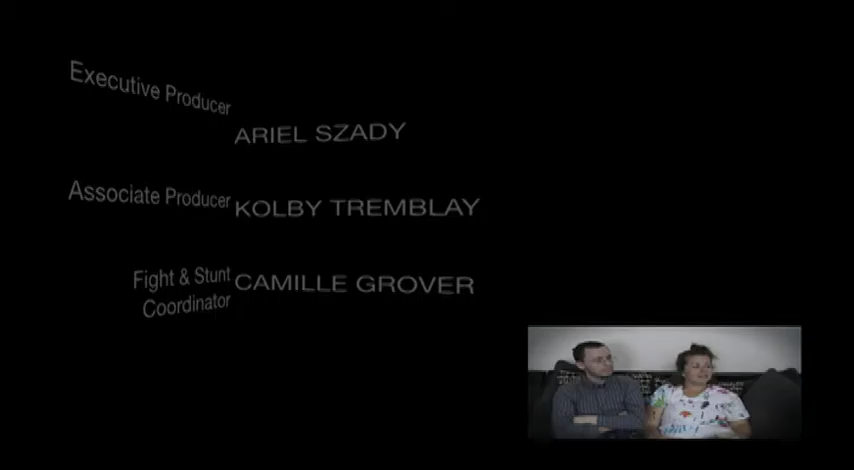 Executive Producer
ARIEL SZADY
Associate Producer
KOLBY TREMBLAY
Fight & Stunt
Coordinator
CAMILLE GROVER